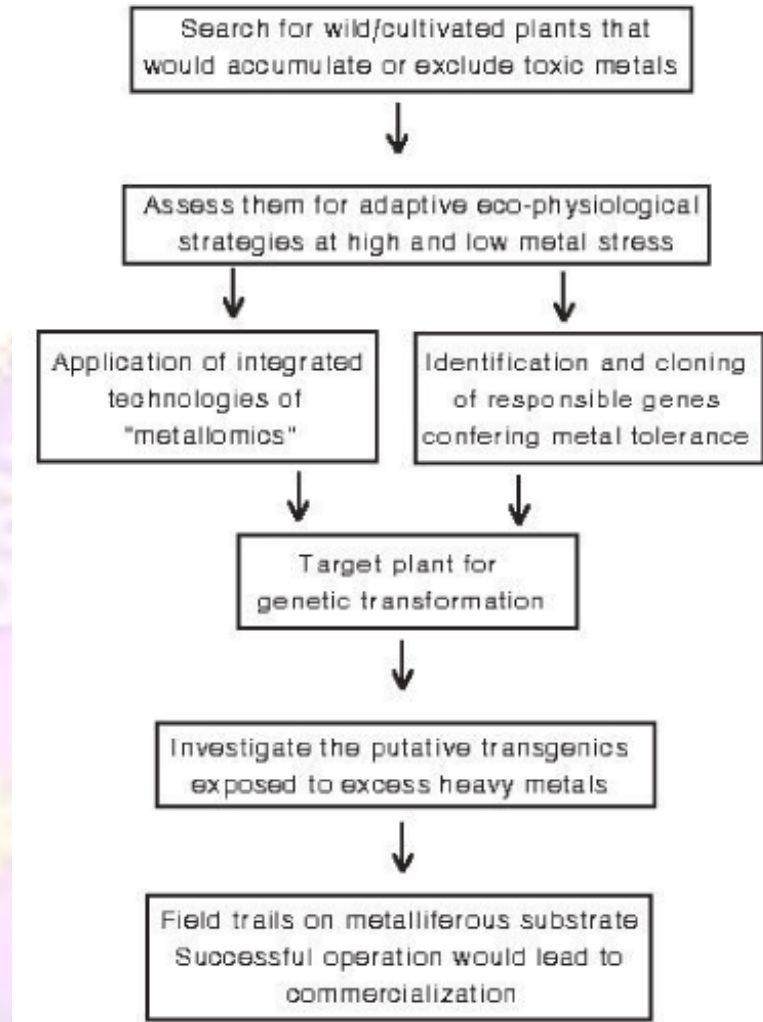 Search for wild/cultivated plants that
would accumulate or exclude toxic metals
Assess them for adaptive eco-physiological
strategies at high and low metal stress
Application of integrated
technologies of
"metallomics"
Identification and cloning
of responsible genes
confering metal tolerance
Target plant for
genetic transformation
Investigate the putative transgenics
exposed to excess heavy metals
Field trails on metalliferous substrate
Successful operation would lead to
commercialization